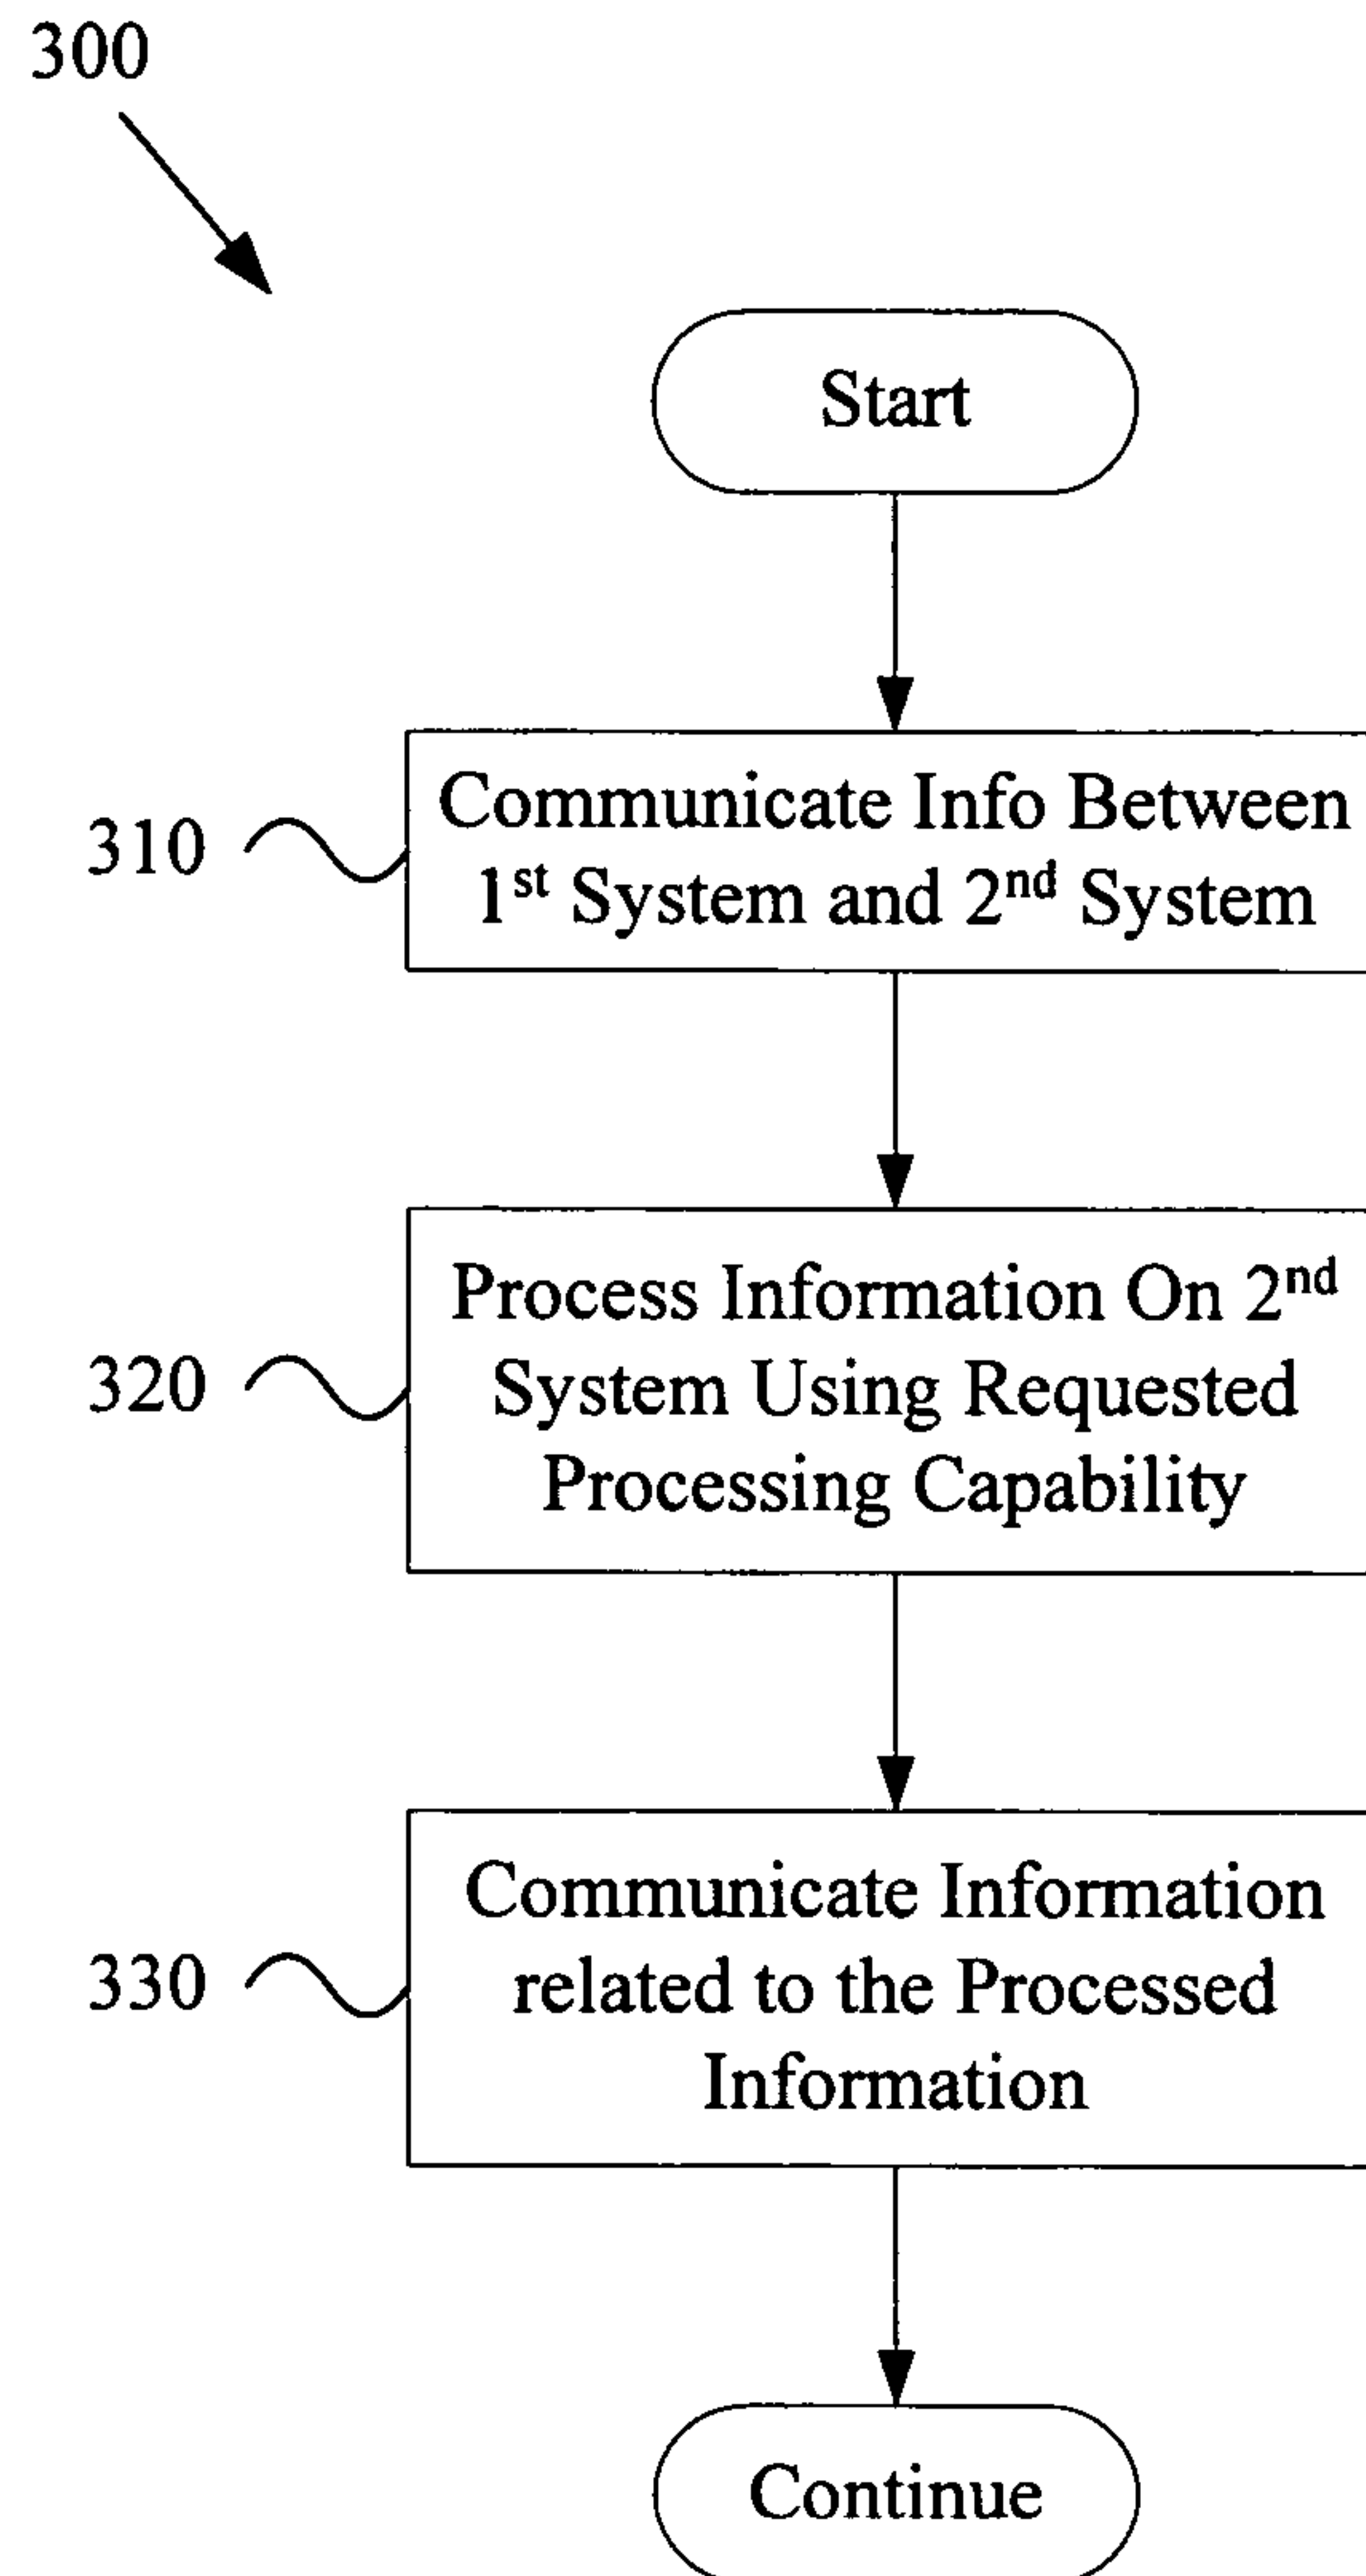 300
Start
310
Communicate Info Between
1st System and 2nd System
320
Process Information On 2nd
System Using Requested
Processing Capability
330
Communicate Information
related to the Processed
Information
Continue